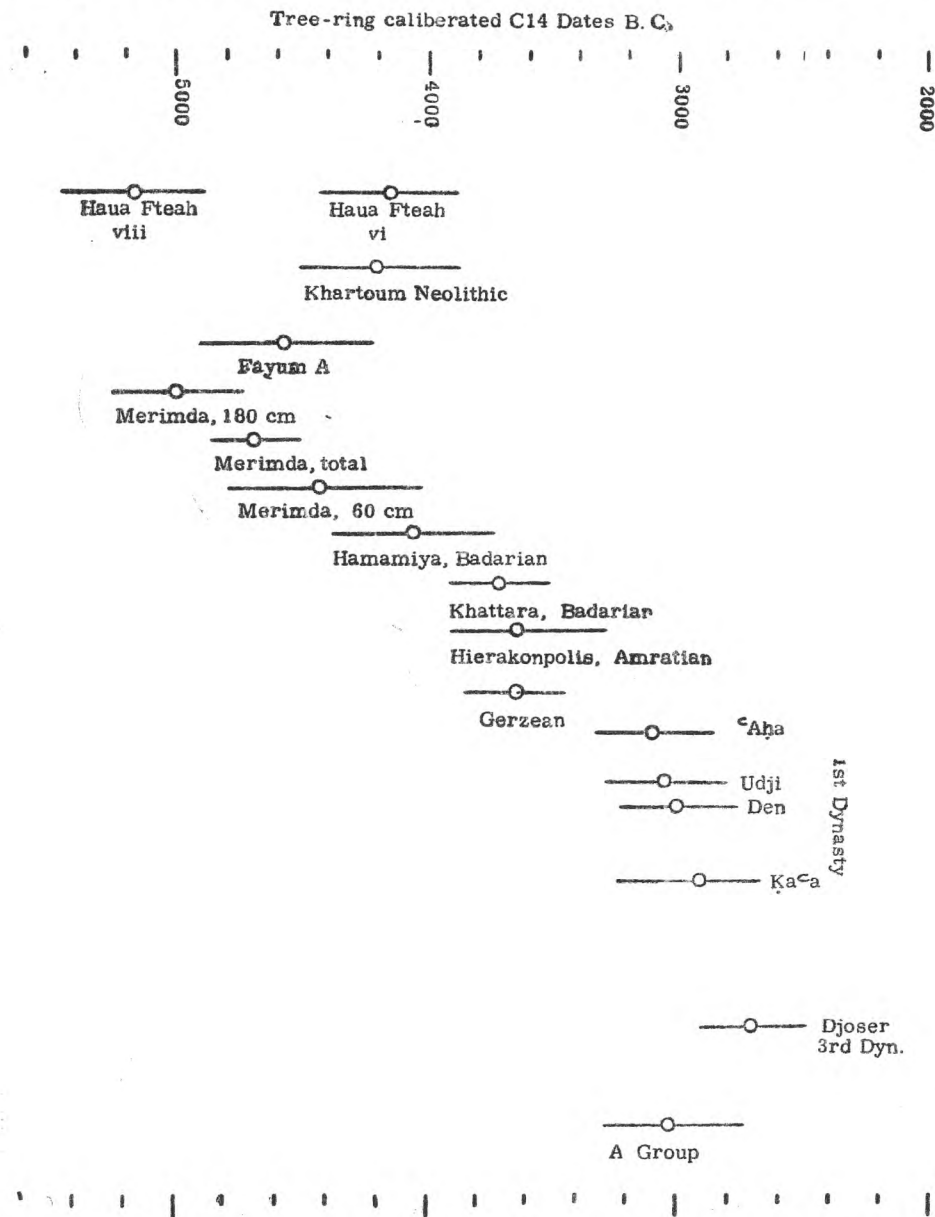 Tree-ring caliberated C14 Dates B.C.
5000
4000
3000
2000
Haua Fteah
viii
Haua Fteah
vi
Khartoum Neolithic
Fayum A
Merimda, 180 cm
Merimda, total
Merimda, 60 cm
Hamamiya, Badarian
Khattara, Badarian
Hierakonpolis, Amratian
Gerzean
ᶜAḥa
Udji
Den
1st Dynasty
Ḳaᶜa
Djoser
3rd Dyn.
A Group